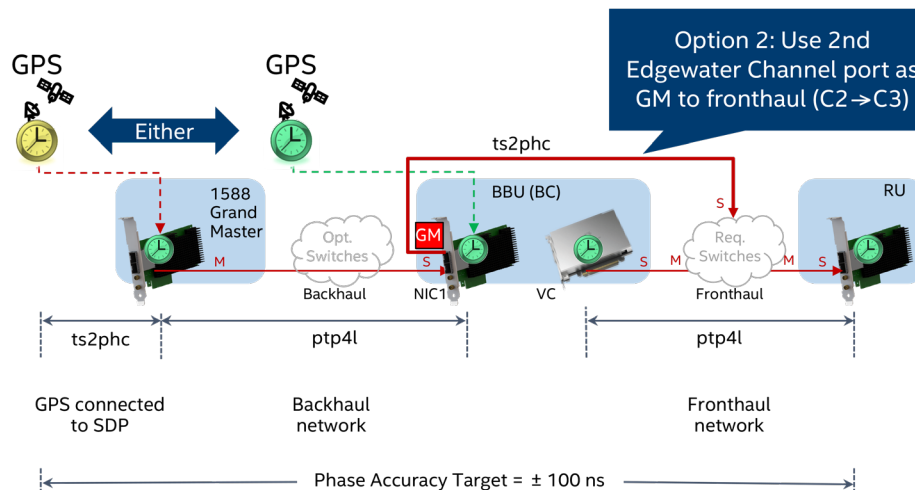 GPS
GPS
Option 2: Use 2nd
Edgewater Channel port as
GM to fronthaul (C2→C3)
Either
ts2phc
1588
Grand
Master
BBU (BC)
RU
S
GM
Opt.
Switches
Req.
Switches
M
S
S
M
M
S
Backhaul
NIC1
VC
Fronthaul
ts2phc
ptp4l
ptp4l
GPS connected
to SDP
Backhaul
network
Fronthaul
network
Phase Accuracy Target = ± 100 ns